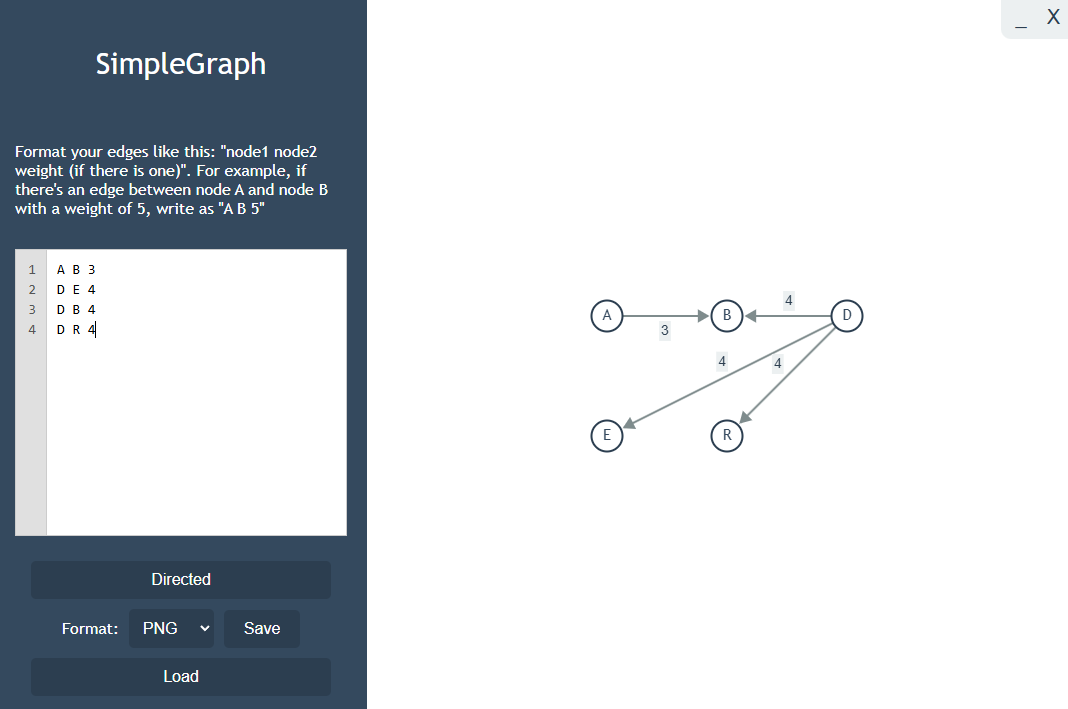 _ X
SimpleGraph
Format your edges like this: "node1 node2
weight (if there is one)". For example, if
there's an edge between node A and node B
with a weight of 5, write as "A B 5"
1 A B 3
2 D E 4
3 D B 4
4 D R 4
Directed
Format: PNG Save
Load
4
A B D
3
4 4
E R